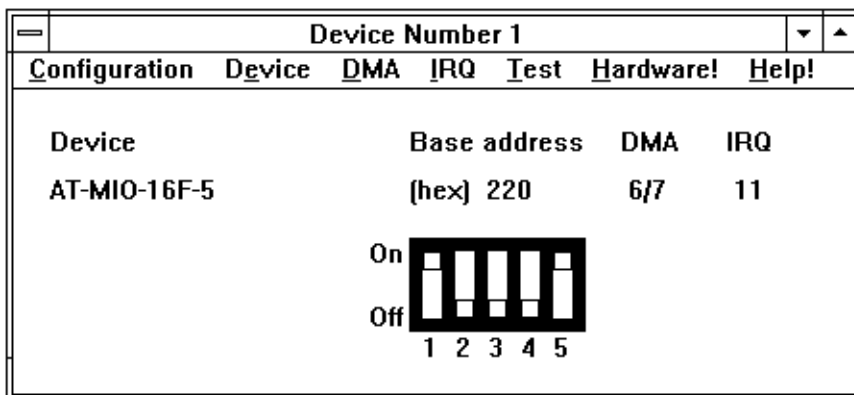 Device Number 1
Configuration Device DMA IRQ Test Hardware! Help!
Device Base address DMA IRQ
AT-MIO-16F-5 (hex) 220 6/7 11
On
Off
1 2 3 4 5